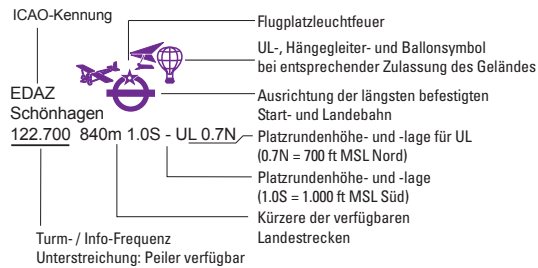 ICAO-Kennung
Flugplatzleuchtfeuer
UL-, Hängegleiter- und Ballonsymbol
bei entsprechender Zulassung des Geländes
EDAZ
Schönhagen
122.700 840m 1.0S - UL 0.7N
Ausrichtung der längsten befestigten
Start- und Landebahn
Platzrundenhöhe- und -lage für UL
(0.7N = 700 ft MSL Nord)
Platzrundenhöhe- und -lage
(1.0S = 1.000 ft MSL Süd)
Kürzere der verfügbaren
Landestrecken
Turm- / Info-Frequenz
Unterstreichung: Peiler verfügbar